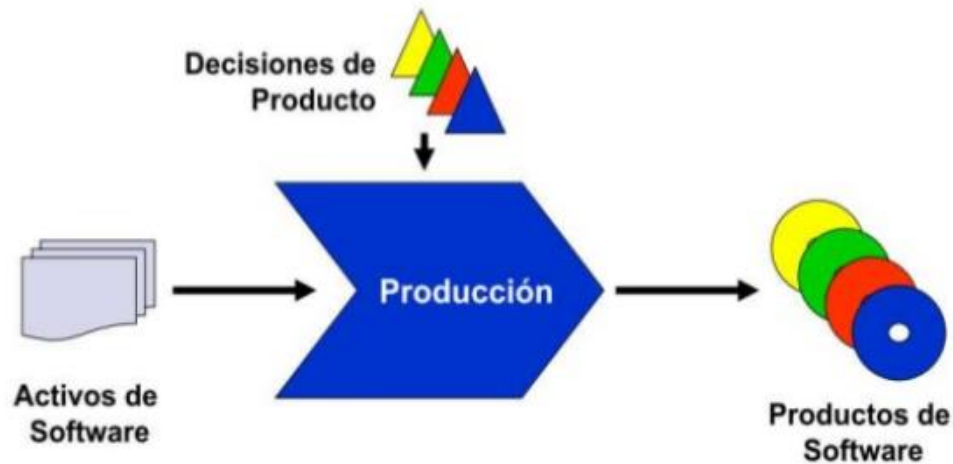 Decisiones de
Producto
Producción
Activos de
Software
Productos de
Software